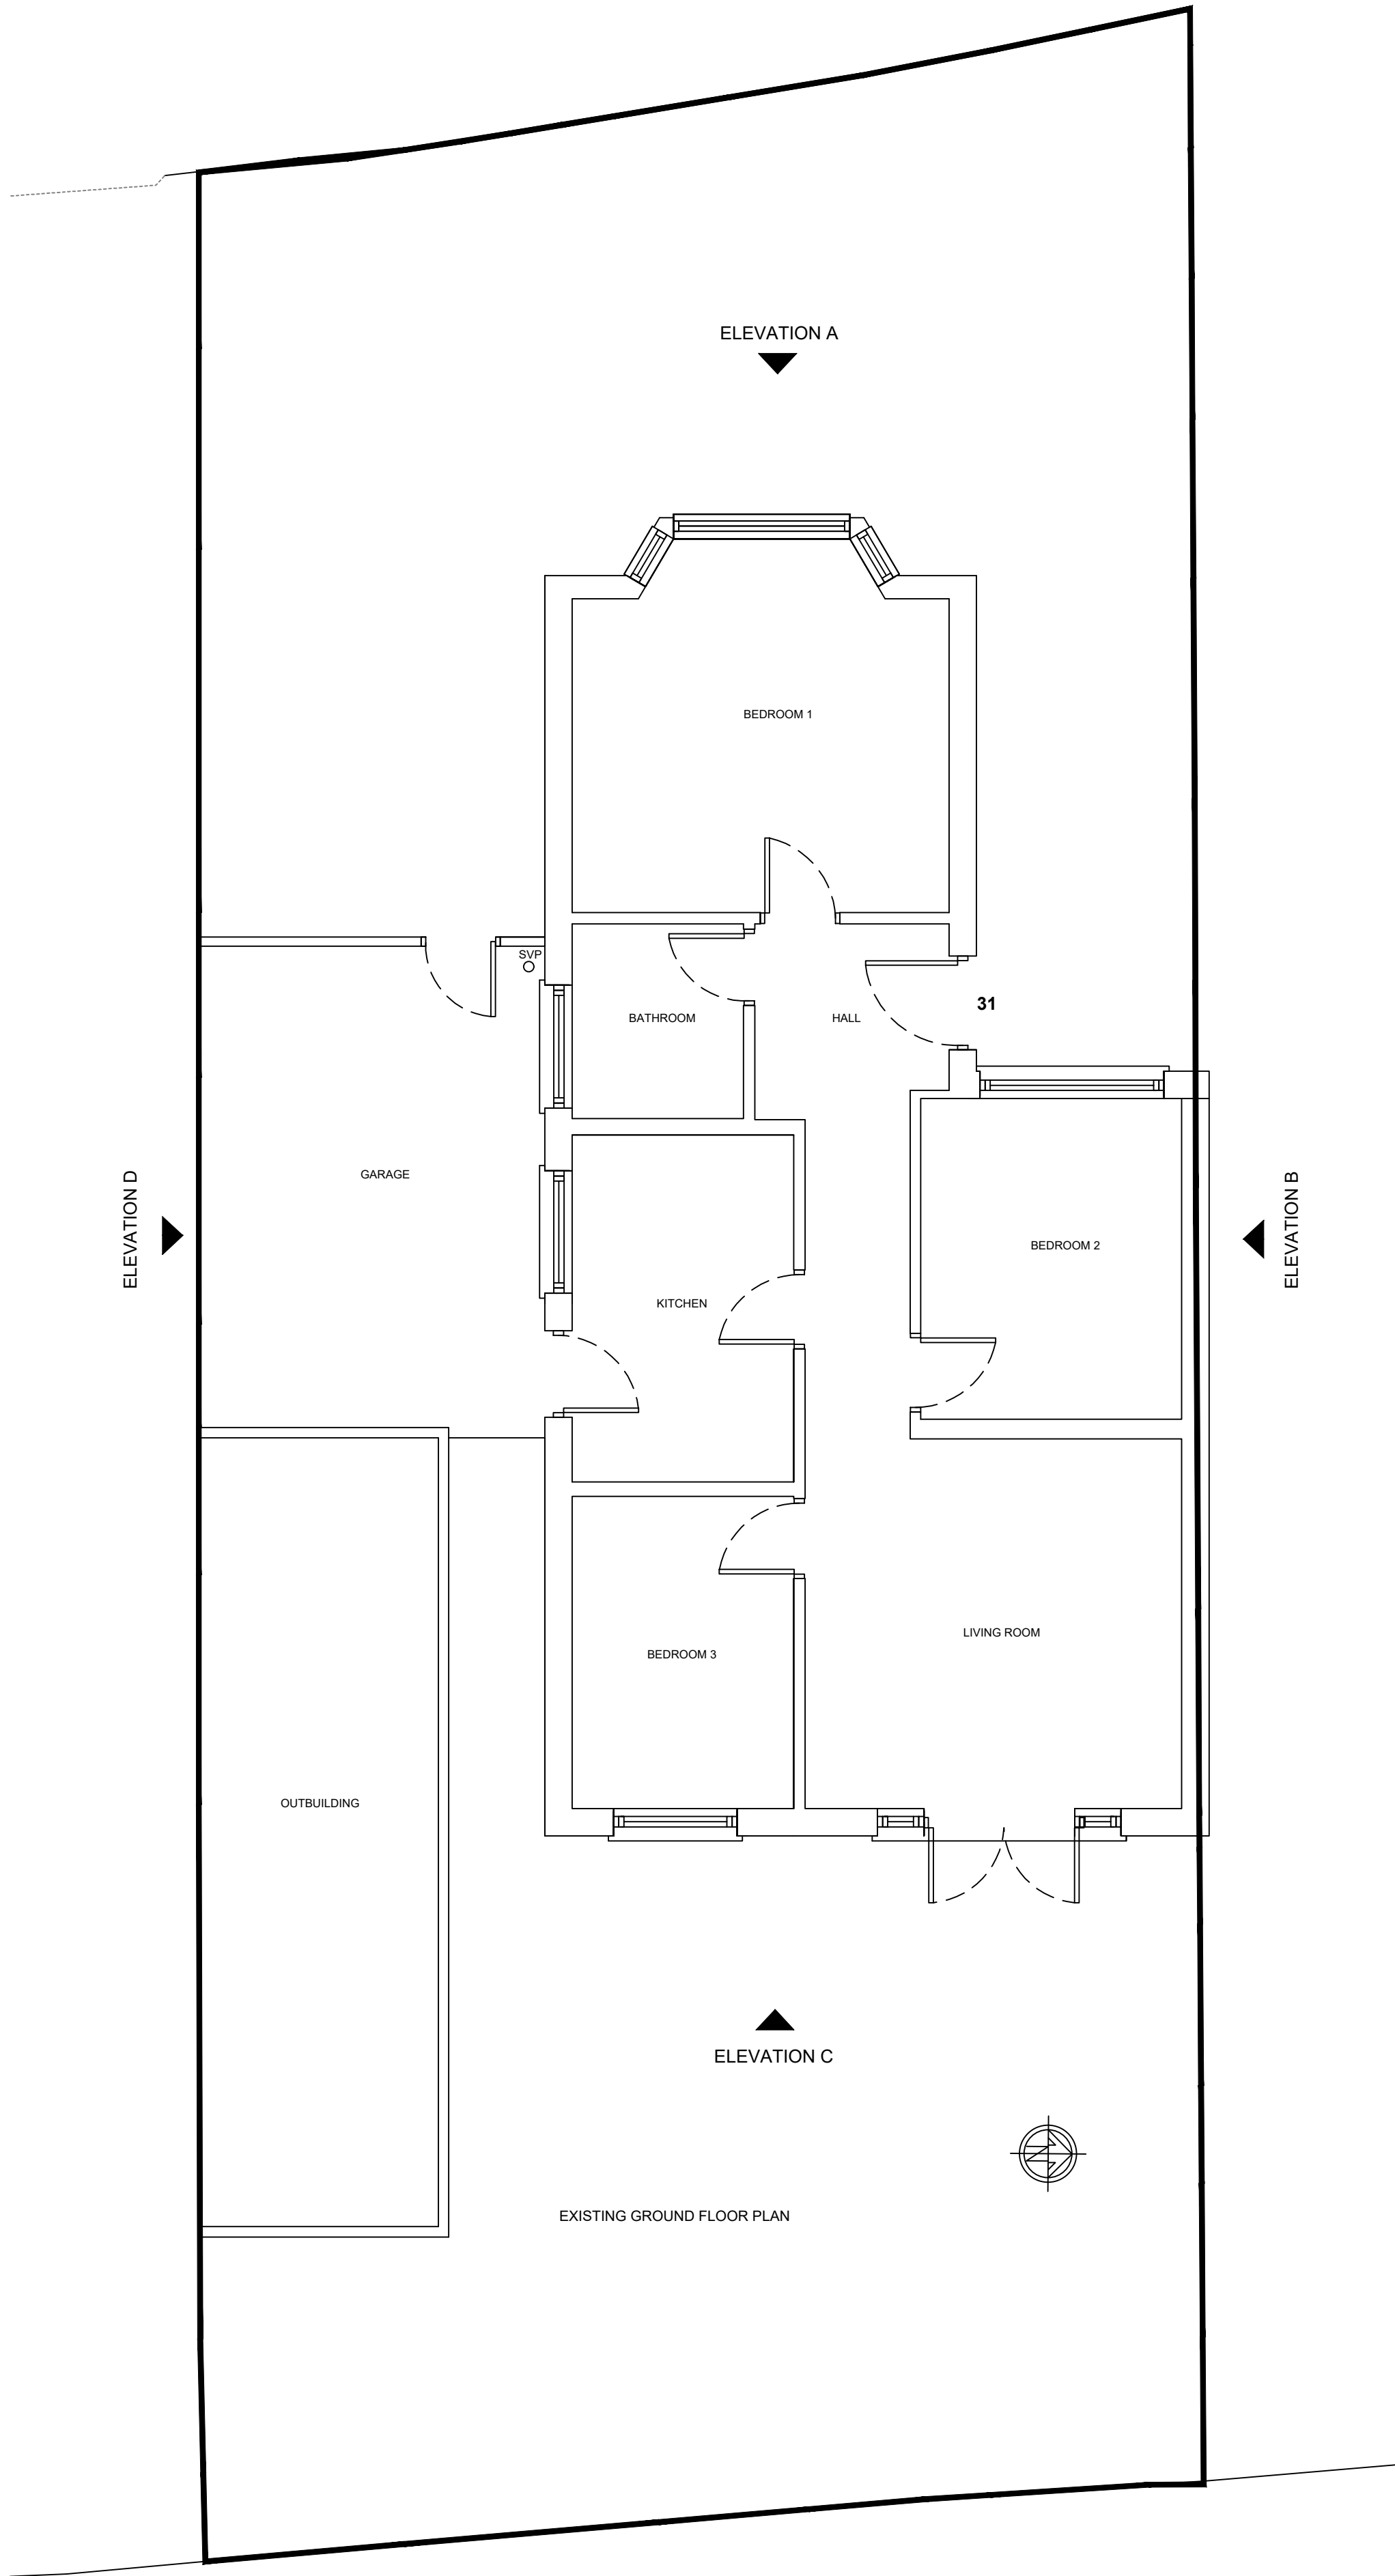 ELEVATION A
BEDROOM 1
SVP
31
BATHROOM
HALL
GARAGE
ELEVATION D
ELEVATION B
BEDROOM 2
KITCHEN
LIVING ROOM
BEDROOM 3
OUTBUILDING
ELEVATION C
N
EXISTING GROUND FLOOR PLAN